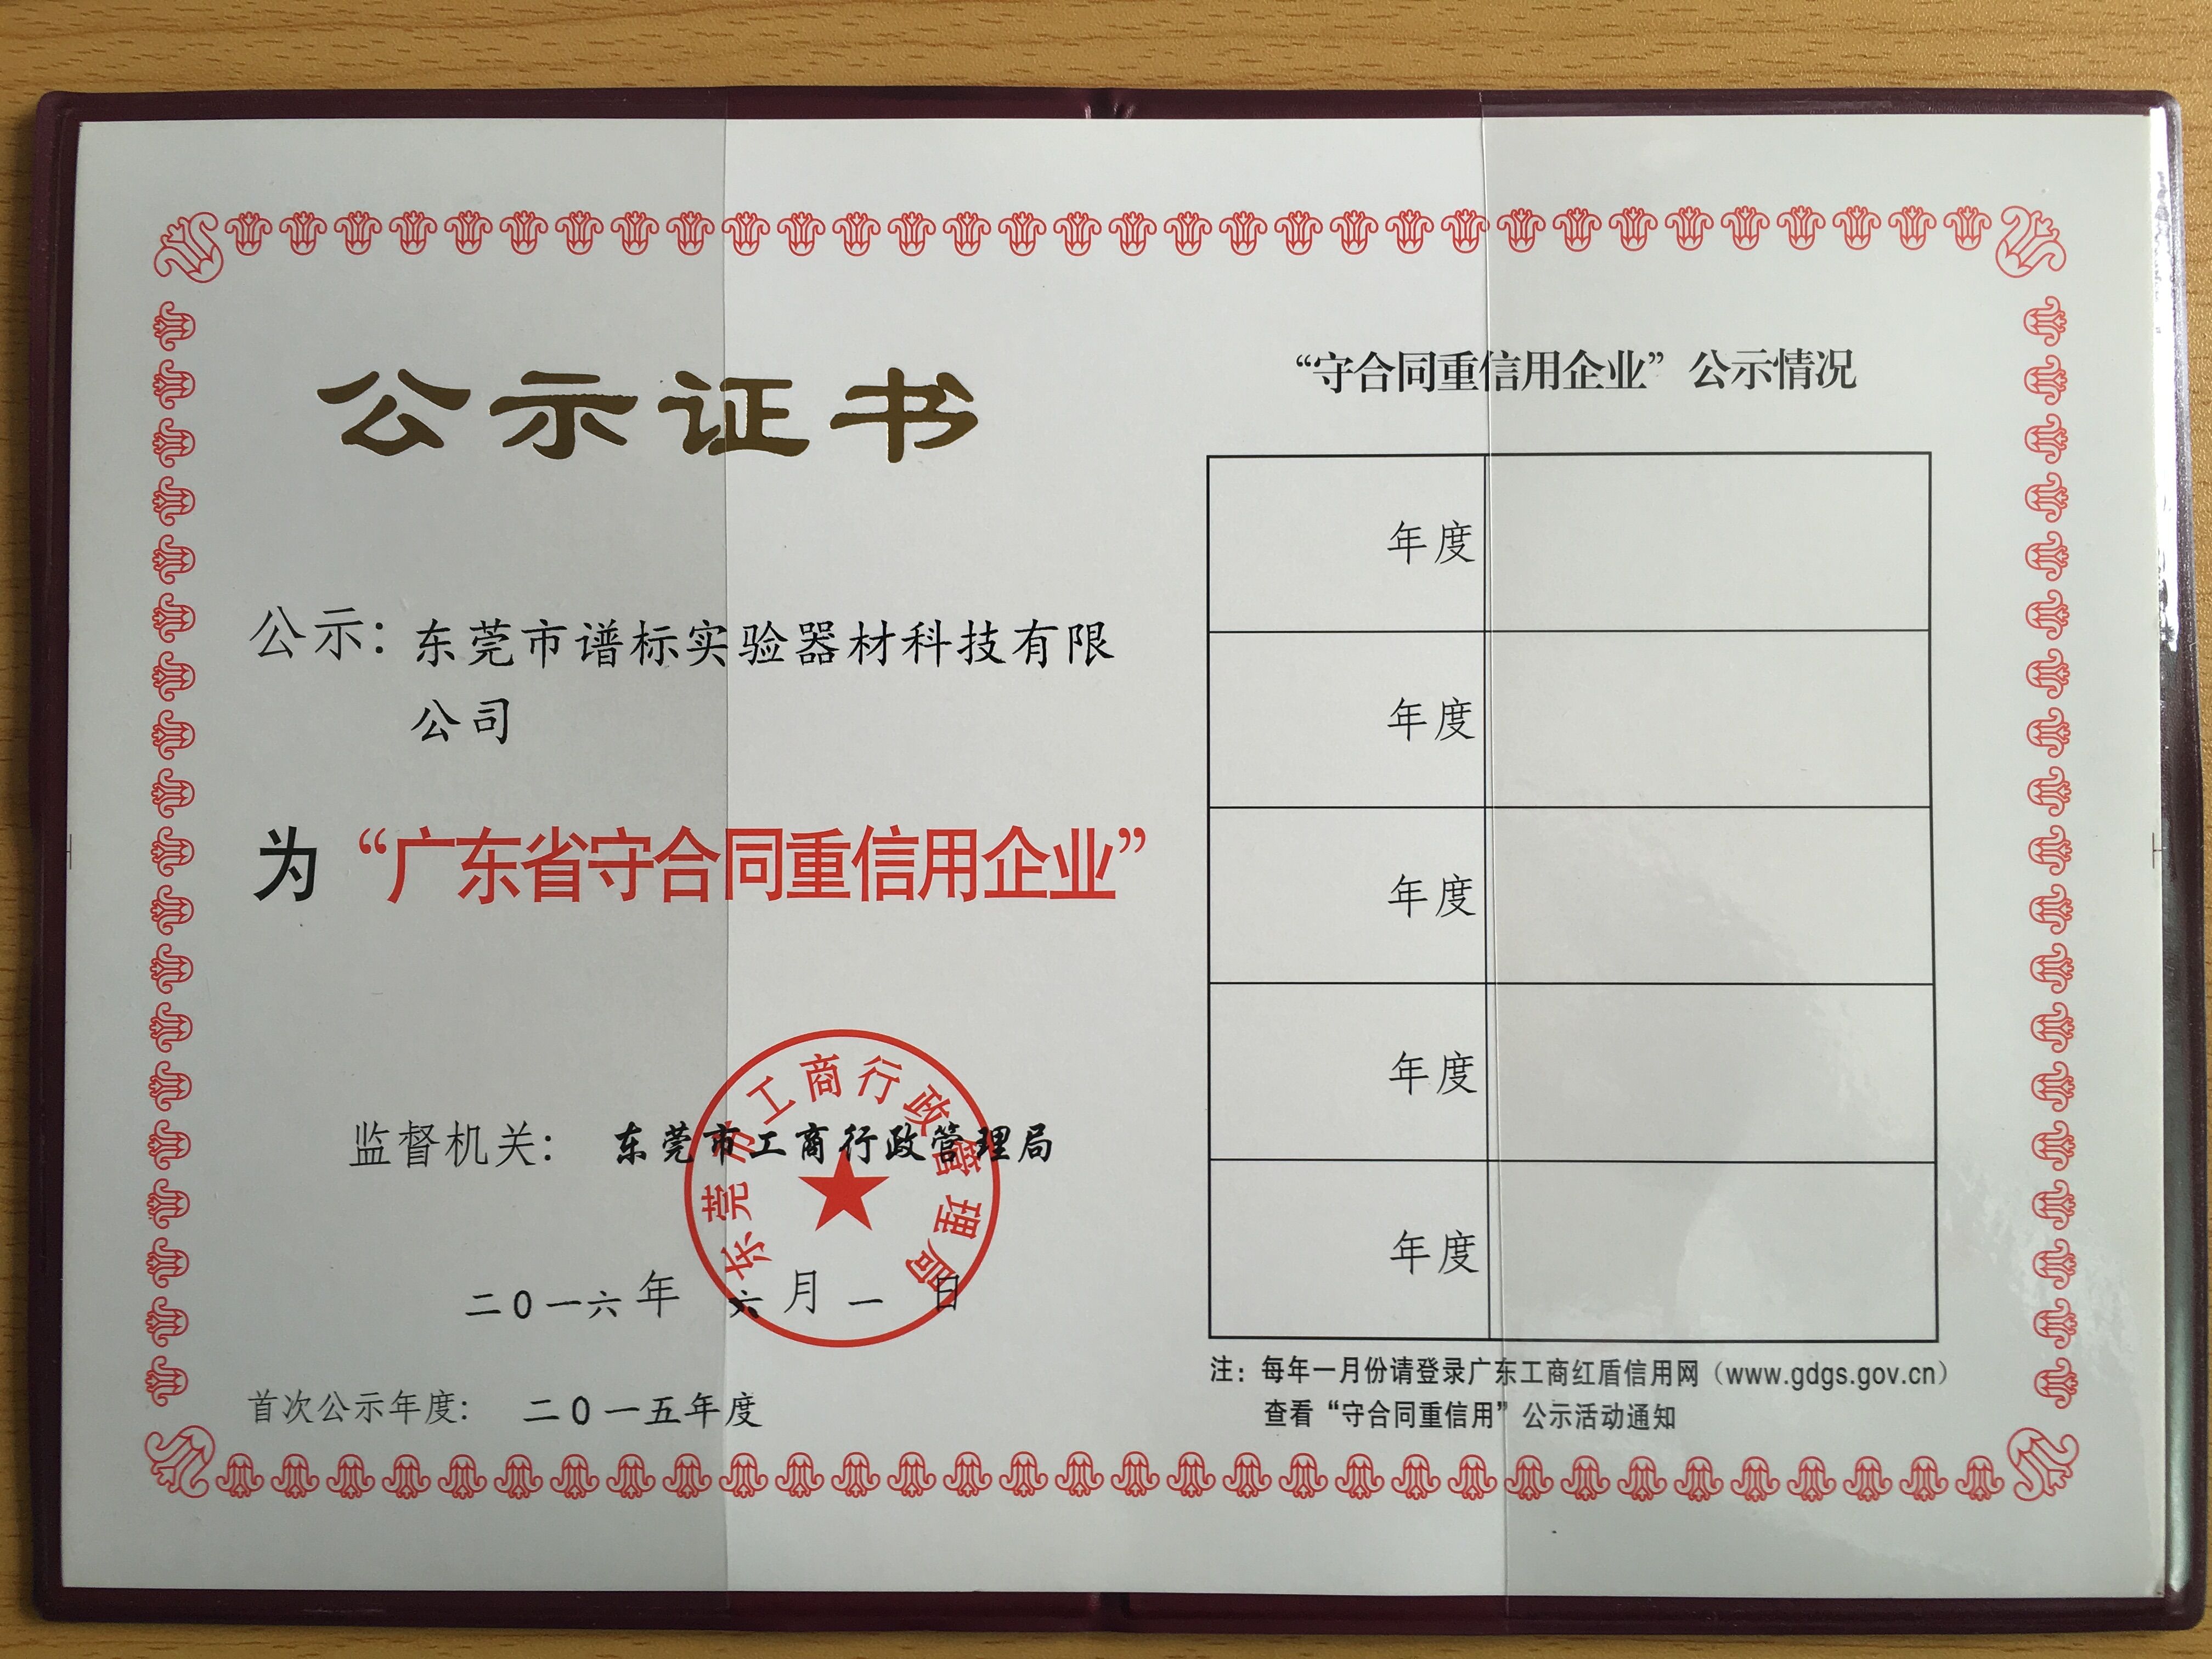 公示证书
公示：东莞市谱标实验器材科技有限
公司
为“广东省守合同重信用企业”
东莞市工商行政管理局
监督机关： 东莞市工商行政管理局
二0一六年 六月一日
首次公示年度： 二0一五年度
“守合同重信用企业”公示情况
年度
年度
年度
年度
年度
注：每年一月份请登录广东工商红盾信用网（www.gdgs.gov.cn）
查看“守合同重信用”公示活动通知